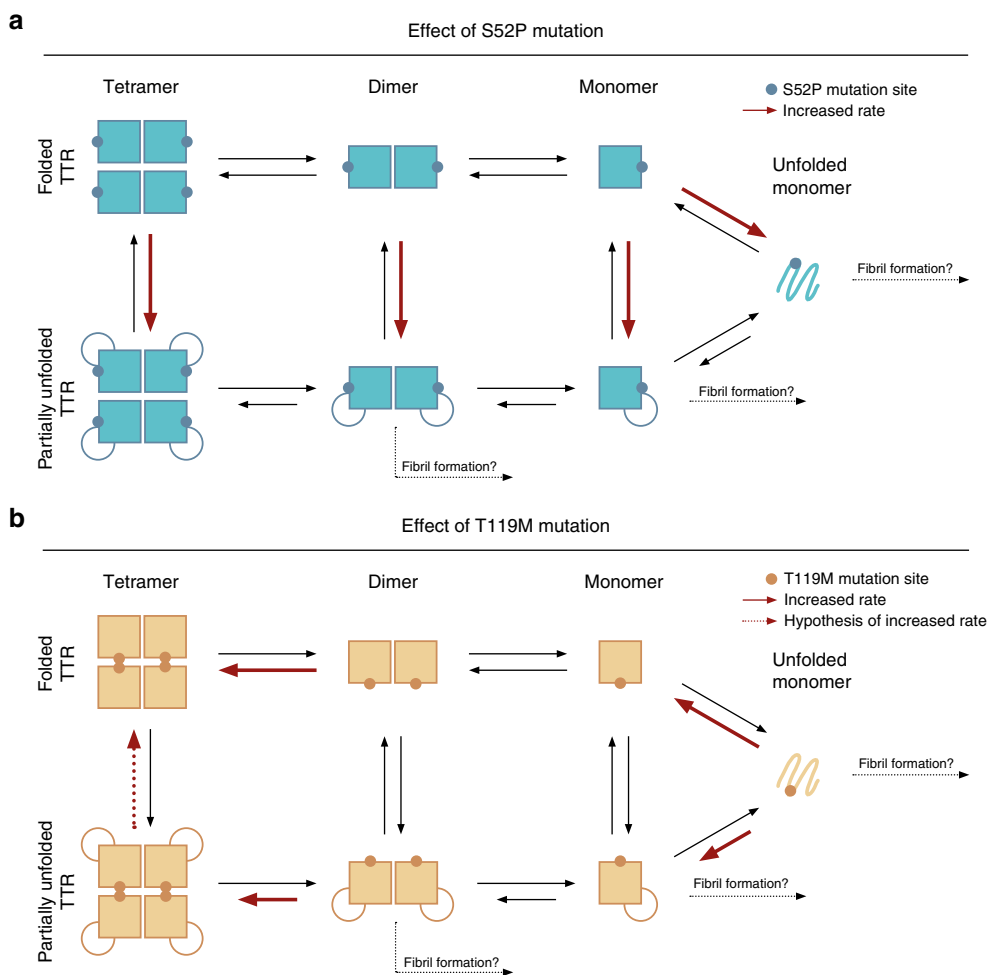 a
Effect of S52P mutation
Tetramer
Dimer
Monomer
S52P mutation site
Increased rate
Folded
TTR
Unfolded
monomer
Fibril formation?
Partially unfolded
TTR
Fibril formation?
Fibril formation?
b
Effect of T119M mutation
Tetramer
Dimer
Monomer
T119M mutation site
Increased rate
Hypothesis of increased rate
Folded
TTR
Unfolded
monomer
Fibril formation?
Partially unfolded
TTR
Fibril formation?
Fibril formation?